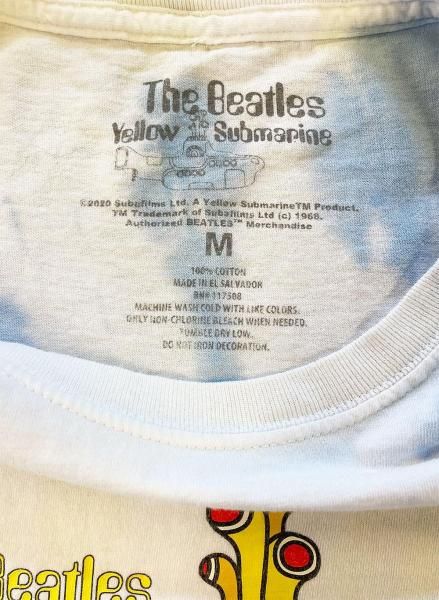 The Beatles
Yellow Submarine
©2020 Subafilms Ltd. A Yellow Submarine™ Product.
TM Trademark of Subafilms Ltd (c) 1968.
Authorized BEATLES™ Merchandise
M
100% COTTON
MADE IN EL SALVADOR
RN# 117508
MACHINE WASH COLD WITH LIKE COLORS.
ONLY NON-CHLORINE BLEACH WHEN NEEDED.
TUMBLE DRY LOW.
DO NOT IRON DECORATION.
Beatles